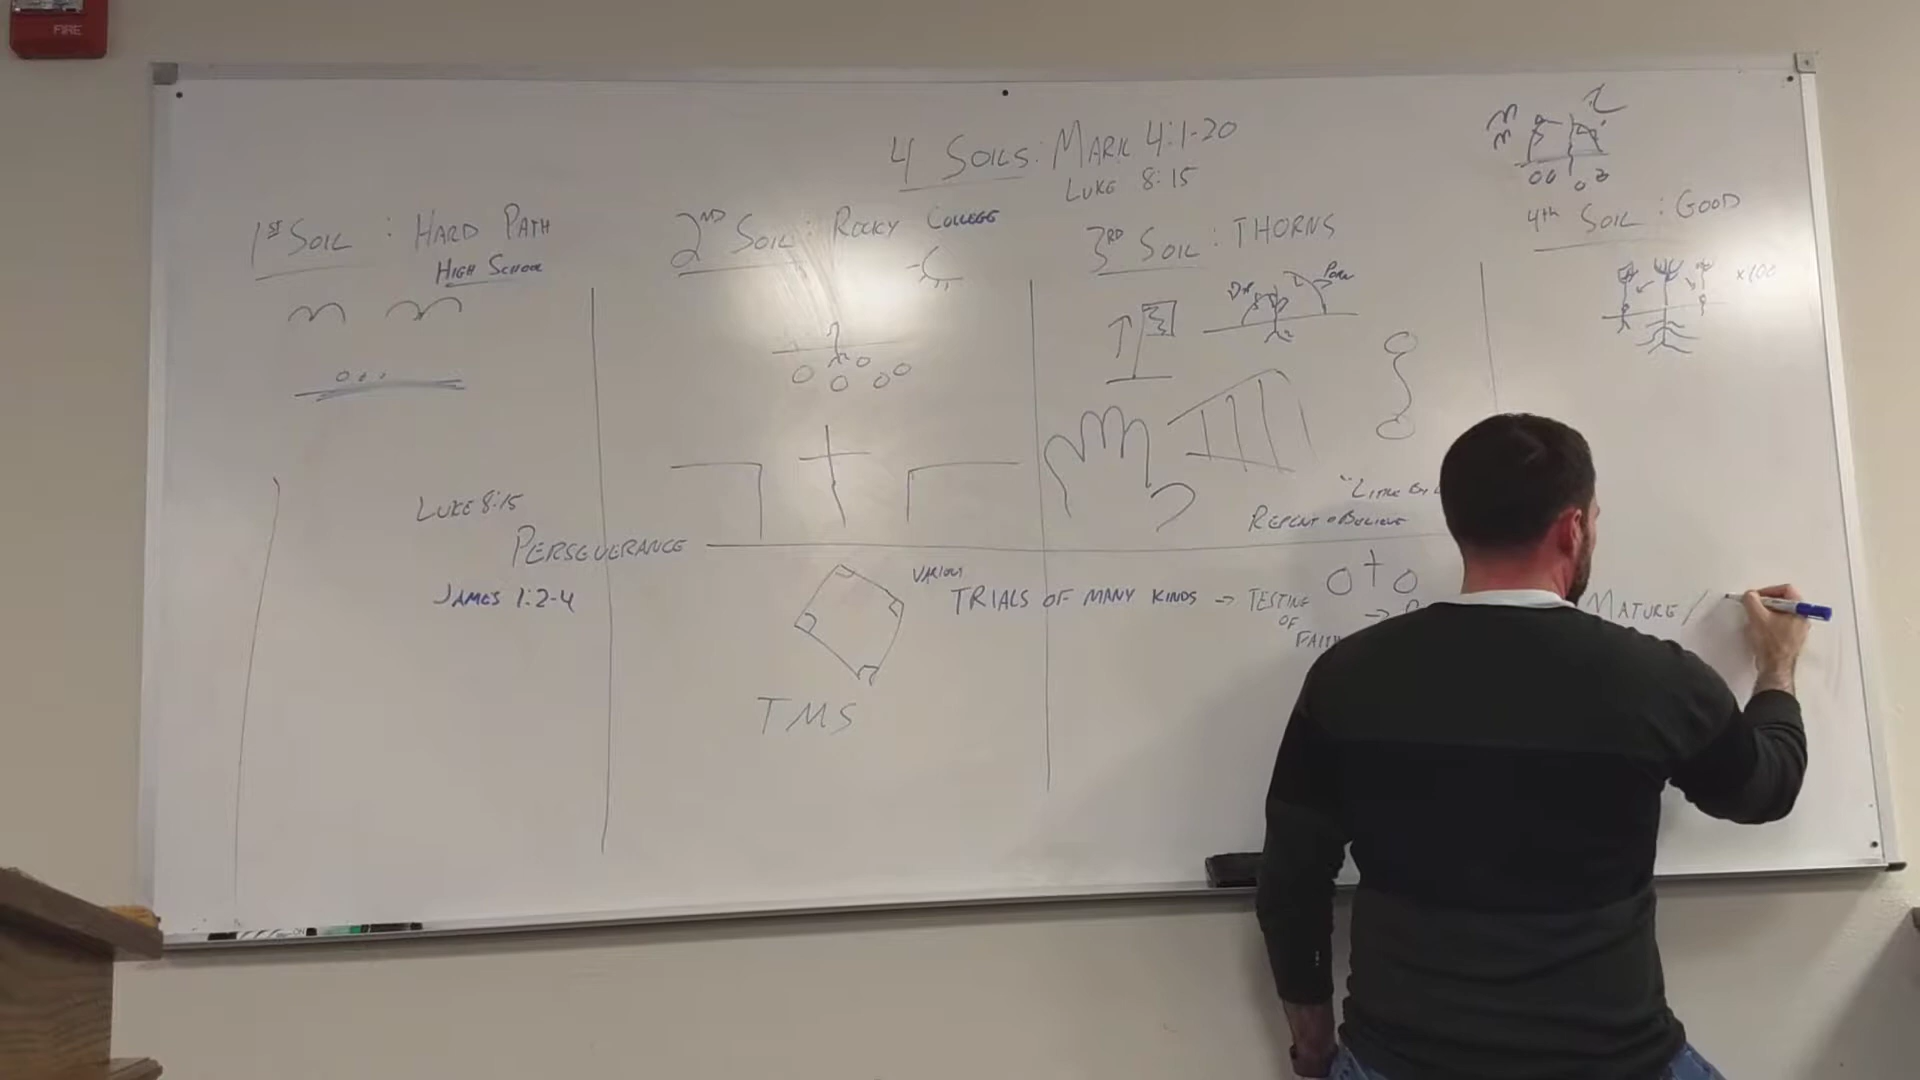 FIRE
4 SOILS: MARK 4:1-20
LUKE 8:15
1ST SOIL : HARD PATH
HIGH SCHOOL
2ND SOIL : ROCKY COLLEGE
3RD SOIL : THORNS
4th SOIL : GOOD
x100
LUKE 8:15
PERSEVERANCE
JAMES 1:2-4
"LITTLE
REPENT & BELIEVE
VARIOUS
TRIALS OF MANY KINDS → TESTING OF FAITH →
MATURE /
TMS